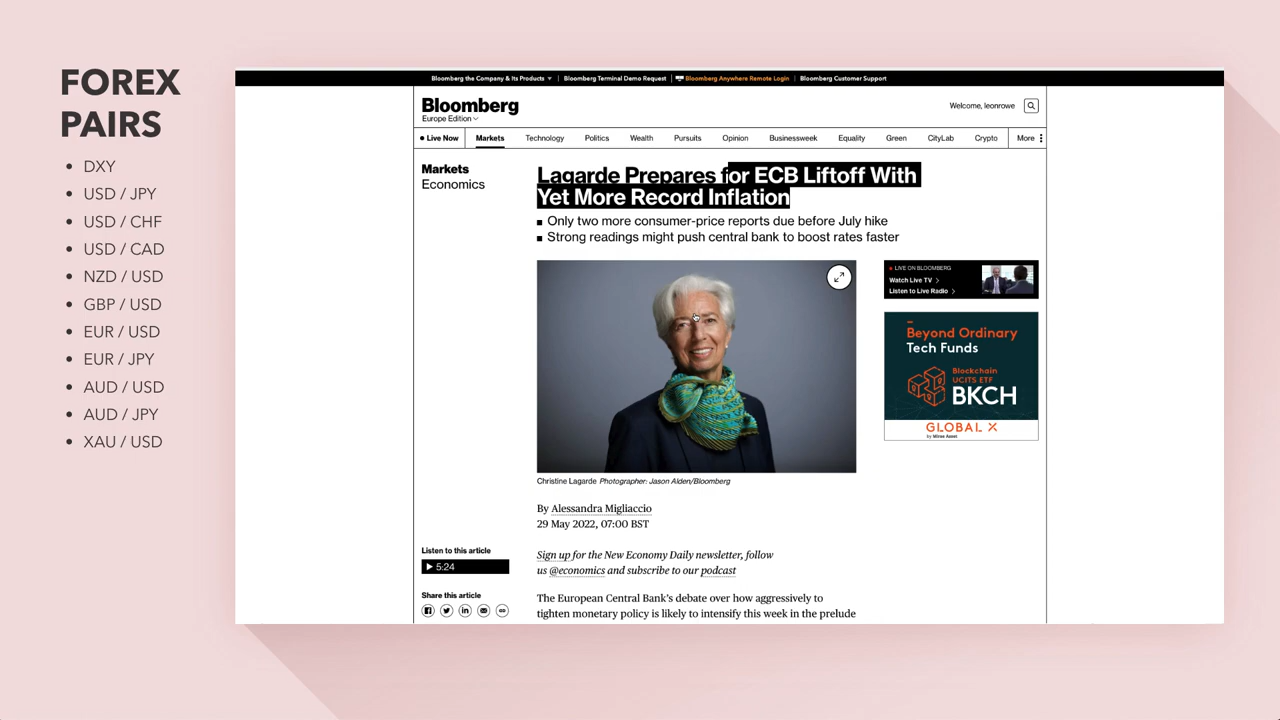 FOREX
PAIRS
DXY
USD / JPY
USD / CHF
USD / CAD
NZD / USD
GBP / USD
EUR / USD
EUR / JPY
AUD / USD
AUD / JPY
XAU / USD
Bloomberg the Company & Its Products Bloomberg Terminal Demo Request Bloomberg Anywhere Remote Login Bloomberg Customer Support
Bloomberg
Europe Edition
Welcome, leonrowe
Live Now Markets Technology Politics Wealth Pursuits Opinion Businessweek Equality Green CityLab Crypto More
Markets
Economics
Lagarde Prepares for ECB Liftoff With
Yet More Record Inflation
Only two more consumer-price reports due before July hike
Strong readings might push central bank to boost rates faster
LIVE ON BLOOMBERG
Watch Live TV
Listen to Live Radio
Beyond Ordinary
Tech Funds
Blockchain
UCITS ETF
BKCH
GLOBAL X
by Mirae Asset
Christine Lagarde Photographer: Jason Alden/Bloomberg
By Alessandra Migliaccio
29 May 2022, 07:00 BST
Listen to this article
5:24
Share this article
Sign up for the New Economy Daily newsletter, follow
us @economics and subscribe to our podcast
The European Central Bank's debate over how aggressively to
tighten monetary policy is likely to intensify this week in the prelude